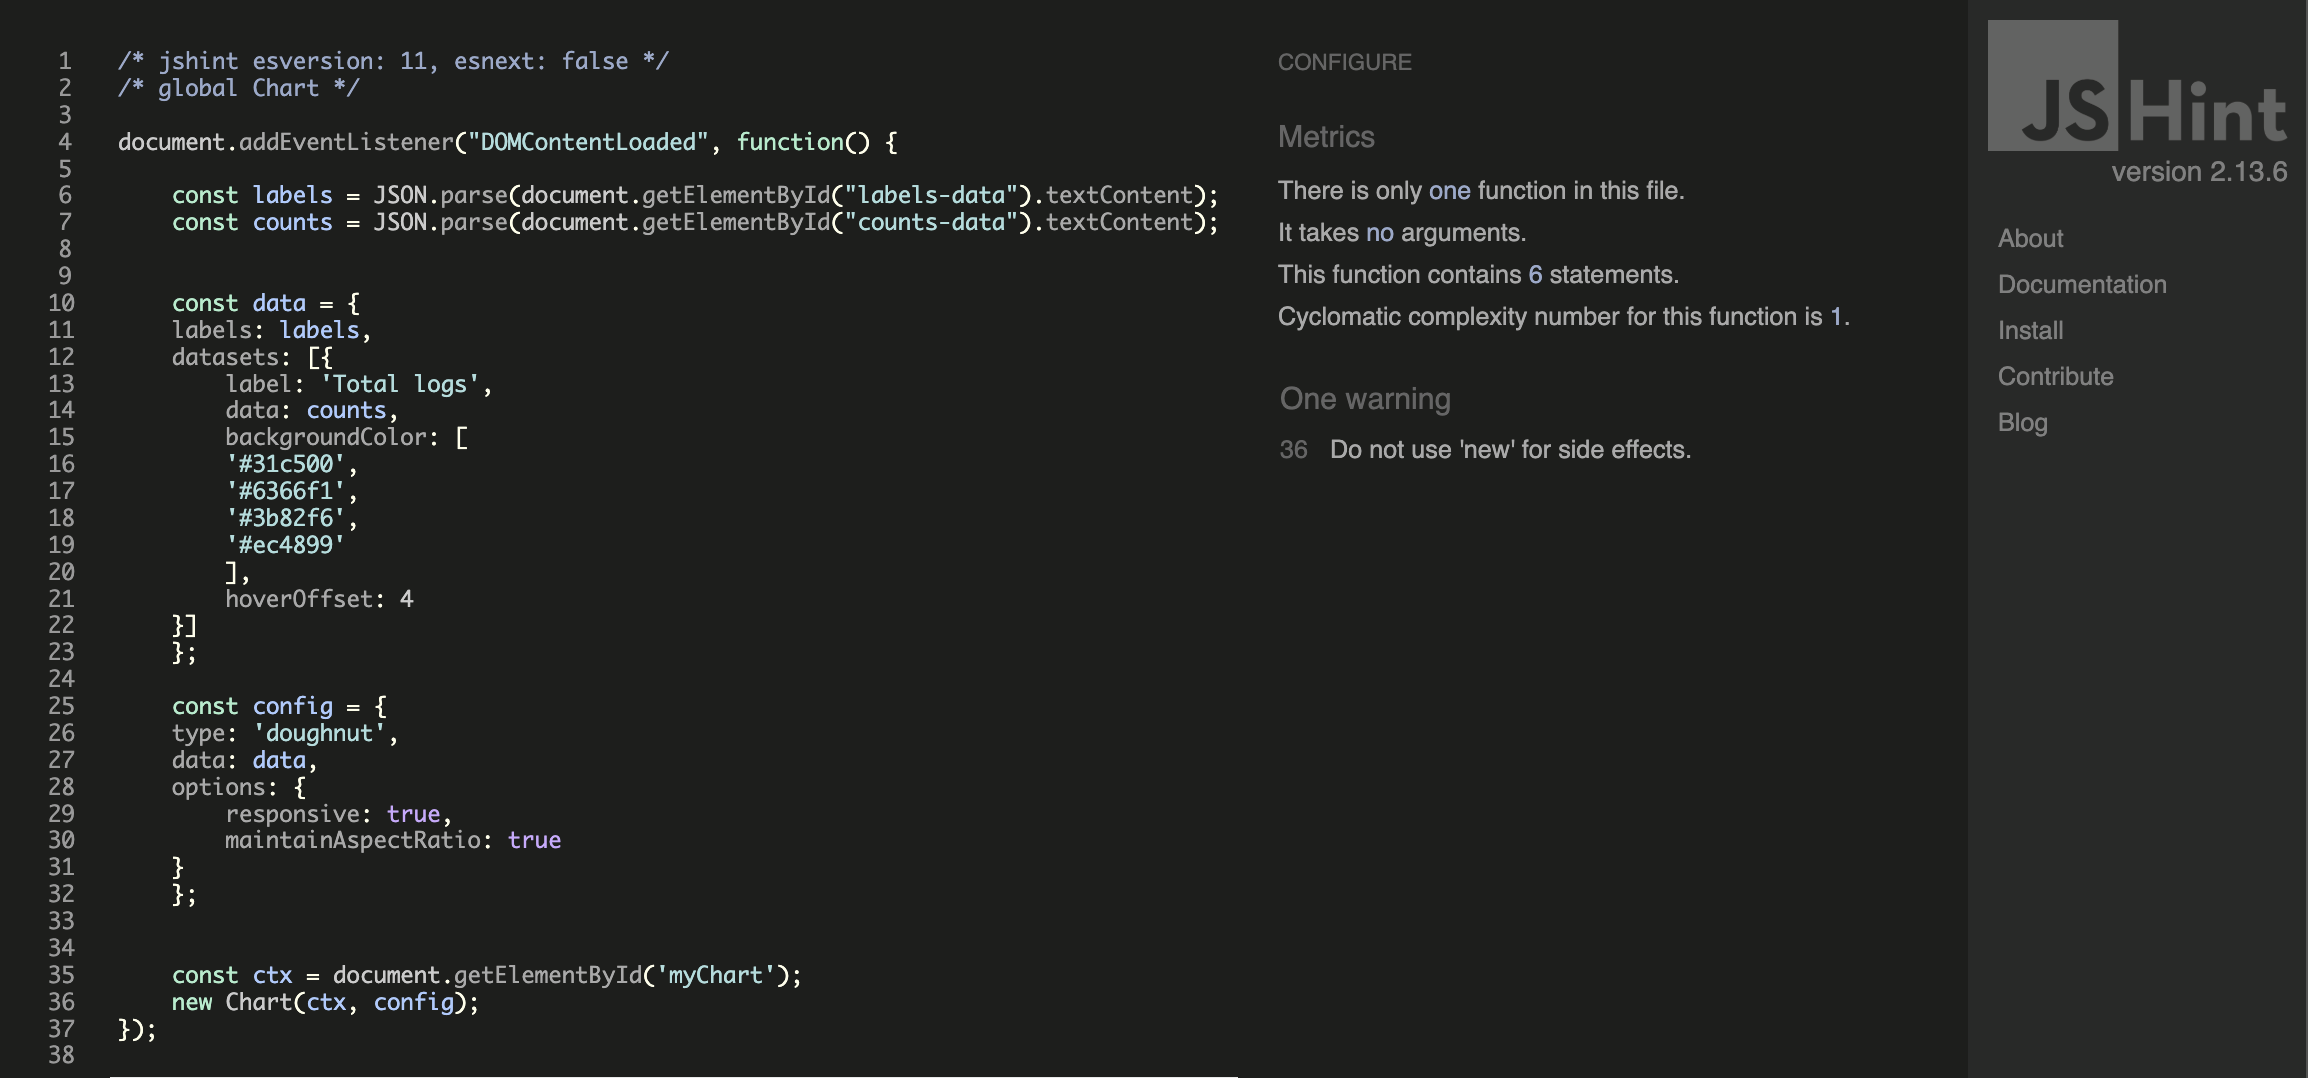 1 /* jshint esversion: 11, esnext: false */
2 /* global Chart */
3
4 document.addEventListener("DOMContentLoaded", function() {
5
6     const labels = JSON.parse(document.getElementById("labels-data").textContent);
7     const counts = JSON.parse(document.getElementById("counts-data").textContent);
8
9
10     const data = {
11     labels: labels,
12     datasets: [{
13         label: 'Total logs',
14         data: counts,
15         backgroundColor: [
16         '#31c500',
17         '#6366f1',
18         '#3b82f6',
19         '#ec4899'
20         ],
21         hoverOffset: 4
22     }]
23     };
24
25     const config = {
26     type: 'doughnut',
27     data: data,
28     options: {
29         responsive: true,
30         maintainAspectRatio: true
31     }
32     };
33
34
35     const ctx = document.getElementById('myChart');
36     new Chart(ctx, config);
37 });
38
CONFIGURE
Metrics
There is only one function in this file.
It takes no arguments.
This function contains 6 statements.
Cyclomatic complexity number for this function is 1.
One warning
36 Do not use 'new' for side effects.
JSHint
version 2.13.6
About
Documentation
Install
Contribute
Blog